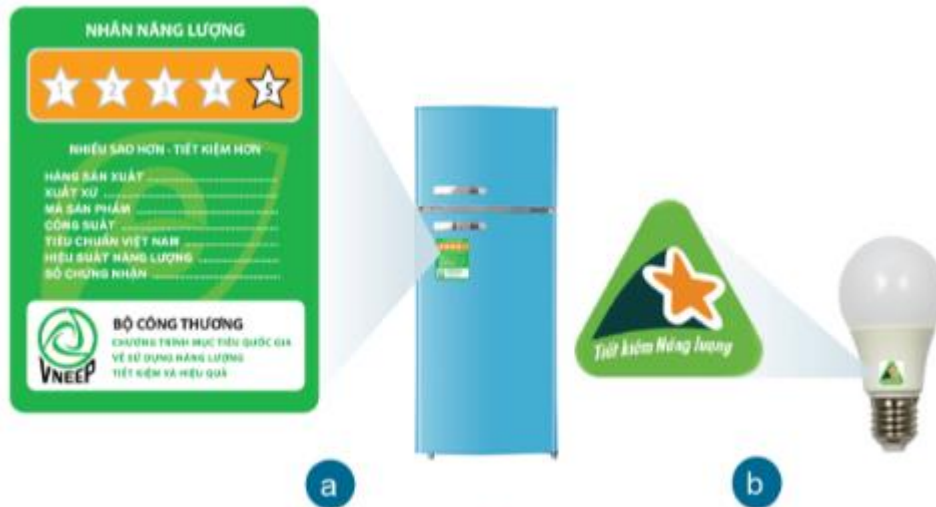 NHÃN NĂNG LƯỢNG
1 2 3 4 5
NHIỀU SAO HƠN - TIẾT KIỆM HƠN
HÃNG SẢN XUẤT
XUẤT XỨ
MÃ SẢN PHẨM
CÔNG SUẤT
TIÊU CHUẨN VIỆT NAM
HIỆU SUẤT NĂNG LƯỢNG
SỐ CHỨNG NHẬN
VNEEP
BỘ CÔNG THƯƠNG
CHƯƠNG TRÌNH MỤC TIÊU QUỐC GIA
VỀ SỬ DỤNG NĂNG LƯỢNG
TIẾT KIỆM VÀ HIỆU QUẢ
Tiết kiệm Năng lượng
a
b